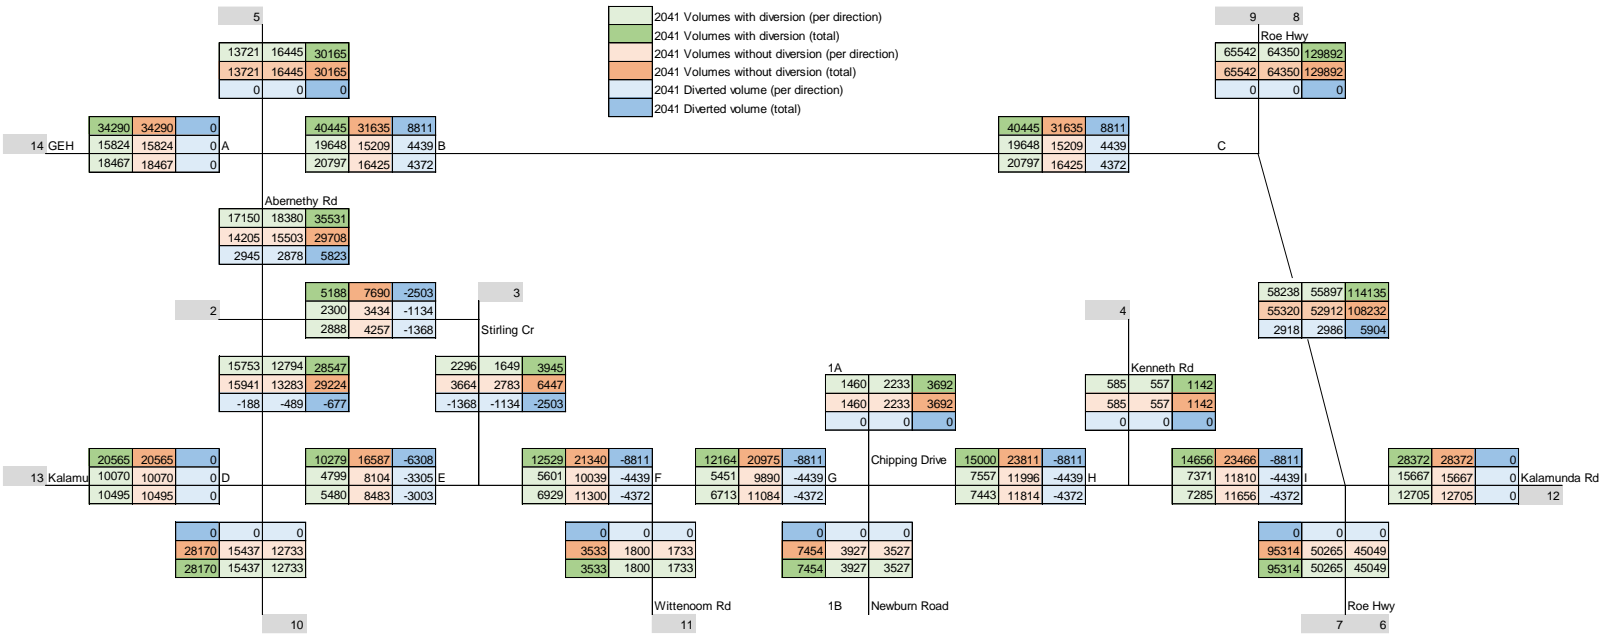 5
2041 Volumes with diversion (per direction)
9 8
2041 Volumes with diversion (total)
Roe Hwy
13721 16445 30165
2041 Volumes without diversion (per direction)
65542 64350 129892
13721 16445 30165
2041 Volumes without diversion (total)
65542 64350 129892
0 0 0
2041 Diverted volume (per direction)
0 0 0
2041 Diverted volume (total)
34290 34290 0
40445 31635 8811
40445 31635 8811
14 GEH 15824 15824 0 A
19648 15209 4439 B
19648 15209 4439
C
18467 18467 0
20797 16425 4372
20797 16425 4372
Abernethy Rd
17150 18380 35531
14205 15503 29708
2945 2878 5823
5188 7690 -2503
3
58238 55897 114135
2
2300 3434 -1134
4
55320 52912 108232
2888 4257 -1368
Stirling Cr
2918 2986 5904
15753 12794 28547
2296 1649 3945
1A
Kenneth Rd
15941 13283 29224
3664 2783 6447
1460 2233 3692
585 557 1142
-188 -489 -677
-1368 -1134 -2503
1460 2233 3692
585 557 1142
0 0 0
0 0 0
20565 20565 0
10279 16587 -6308
12529 21340 -8811
12164 20975 -8811
Chipping Drive
15000 23811 -8811
14656 23466 -8811
28372 28372 0
13 Kalamu 10070 10070 0 D
4799 8104 -3305 E
5601 10039 -4439 F
5451 9890 -4439 G
7557 11996 -4439 H
7371 11810 -4439 I
15667 15667 0 Kalamunda Rd
10495 10495 0
5480 8483 -3003
6929 11300 -4372
6713 11084 -4372
7443 11814 -4372
7285 11656 -4372
12705 12705 0
12
0 0 0
0 0 0
0 0 0
0 0 0
28170 15437 12733
3533 1800 1733
7454 3927 3527
95314 50265 45049
28170 15437 12733
3533 1800 1733
7454 3927 3527
95314 50265 45049
Wittenoom Rd
1B Newburn Road
Roe Hwy
10
11
7 6